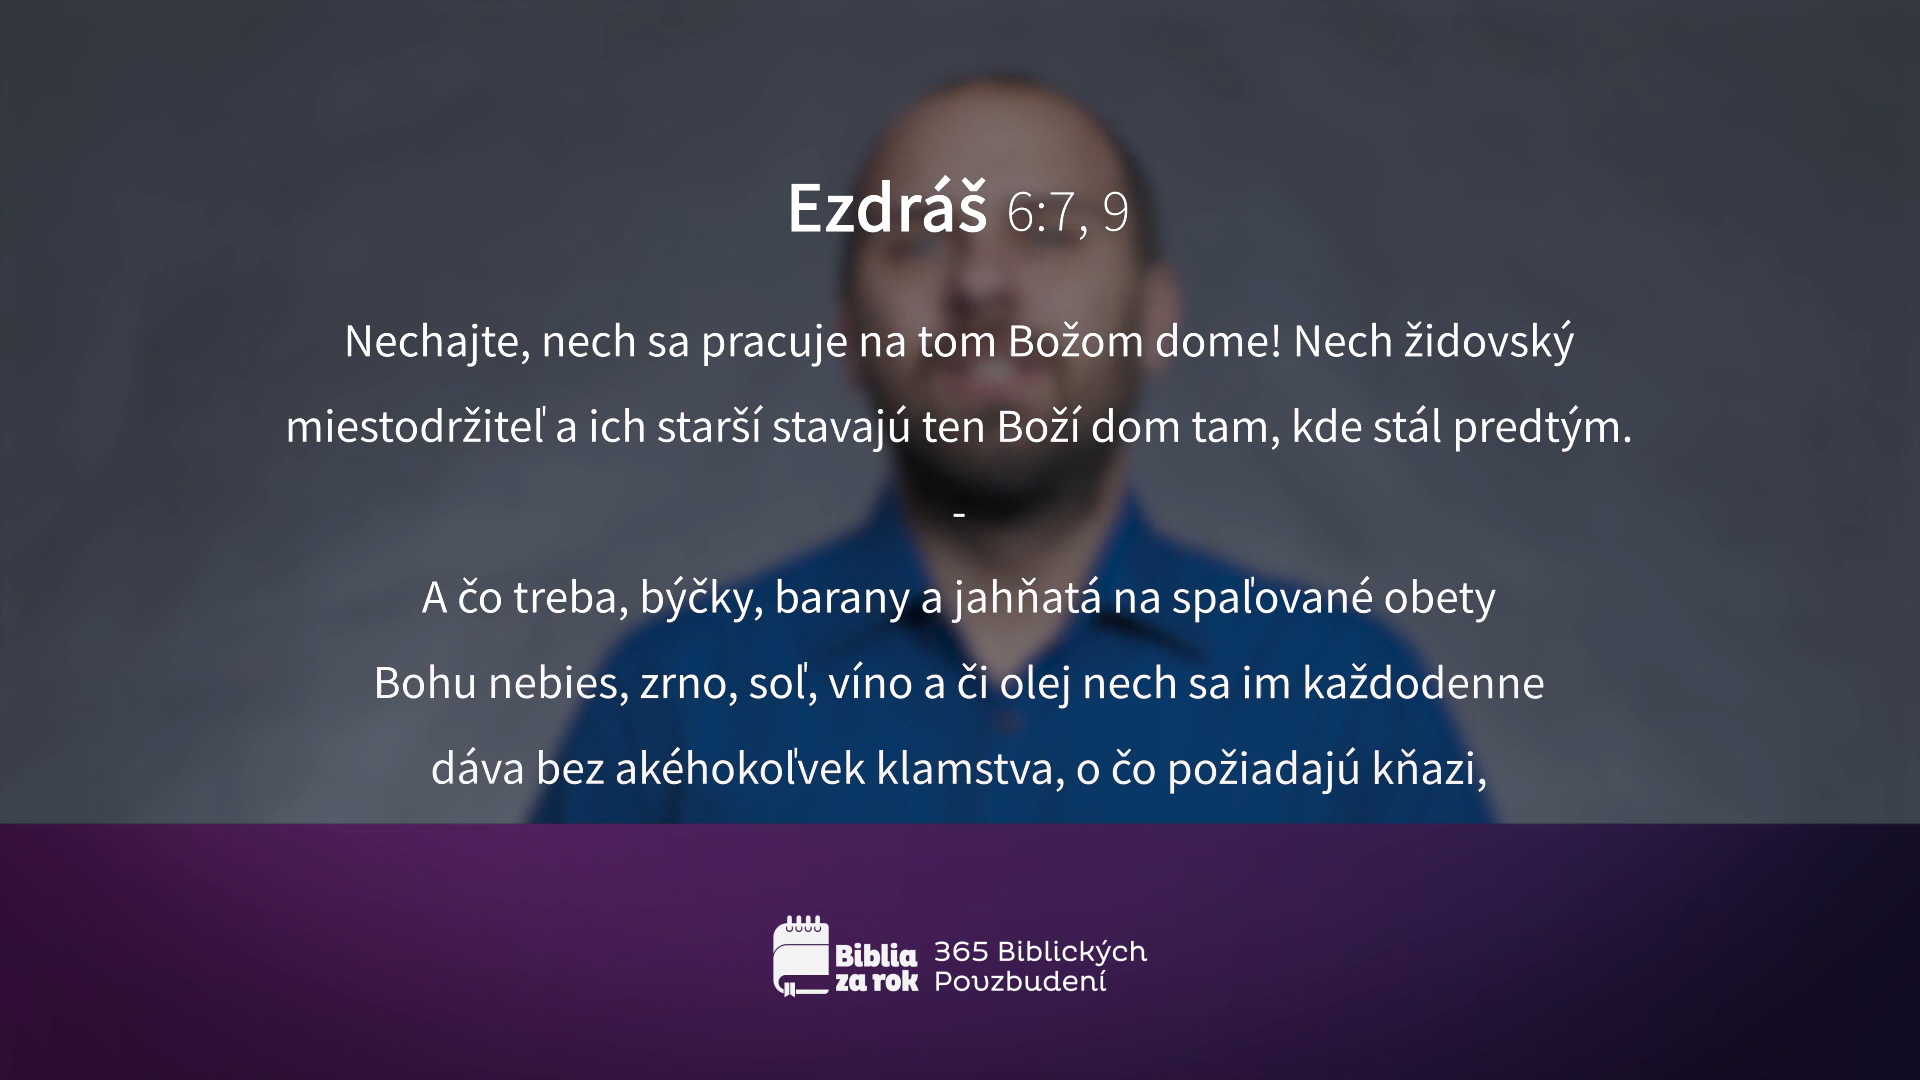 Ezdráš 6:7, 9
Nechajte, nech sa pracuje na tom Božom dome! Nech židovský
miestodržiteľ a ich starší stavajú ten Boží dom tam, kde stál predtým.
-
A čo treba, býčky, barany a jahňatá na spaľované obety
Bohu nebies, zrno, soľ, víno a či olej nech sa im každodenne
dáva bez akéhokoľvek klamstva, o čo požiadajú kňazi,
Biblia
za rok
365 Biblických
Povzbudení